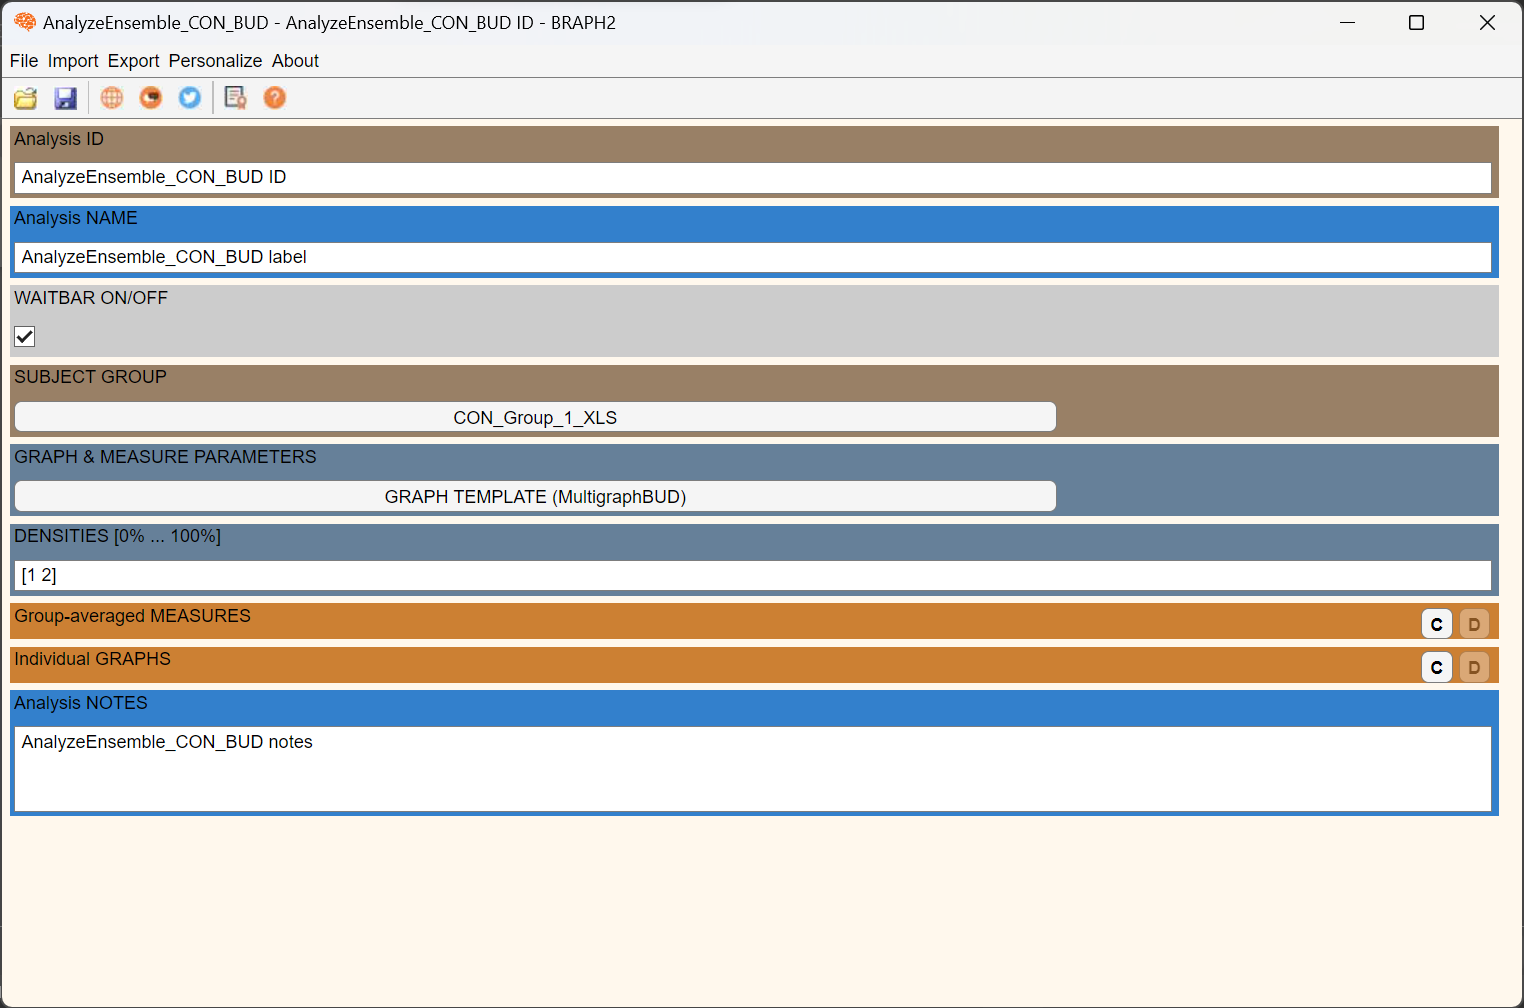 AnalyzeEnsemble_CON_BUD - AnalyzeEnsemble_CON_BUD ID - BRAPH2
File Import Export Personalize About
Analysis ID
AnalyzeEnsemble_CON_BUD ID
Analysis NAME
AnalyzeEnsemble_CON_BUD label
WAITBAR ON/OFF
SUBJECT GROUP
CON_Group_1_XLS
GRAPH & MEASURE PARAMETERS
GRAPH TEMPLATE (MultigraphBUD)
DENSITIES [0% ... 100%]
[1 2]
Group-averaged MEASURES C D
Individual GRAPHS C D
Analysis NOTES
AnalyzeEnsemble_CON_BUD notes